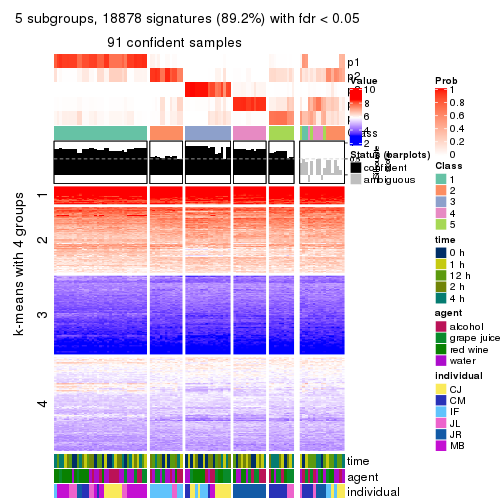 5 subgroups, 18878 signatures (89.2%) with fdr < 0.05
91 confident samples
p1
p2
Class
k-means with 4 groups
1
2
3
4
time
agent
individual
Value
10
8
6
4
2
Status (barplots)
confident
ambiguous
Prob
1
0.8
0.6
0.4
0.2
0
Class
1
2
3
4
5
time
0 h
1 h
12 h
2 h
4 h
agent
alcohol
grape juice
red wine
water
individual
CJ
CM
IF
JL
JR
MB